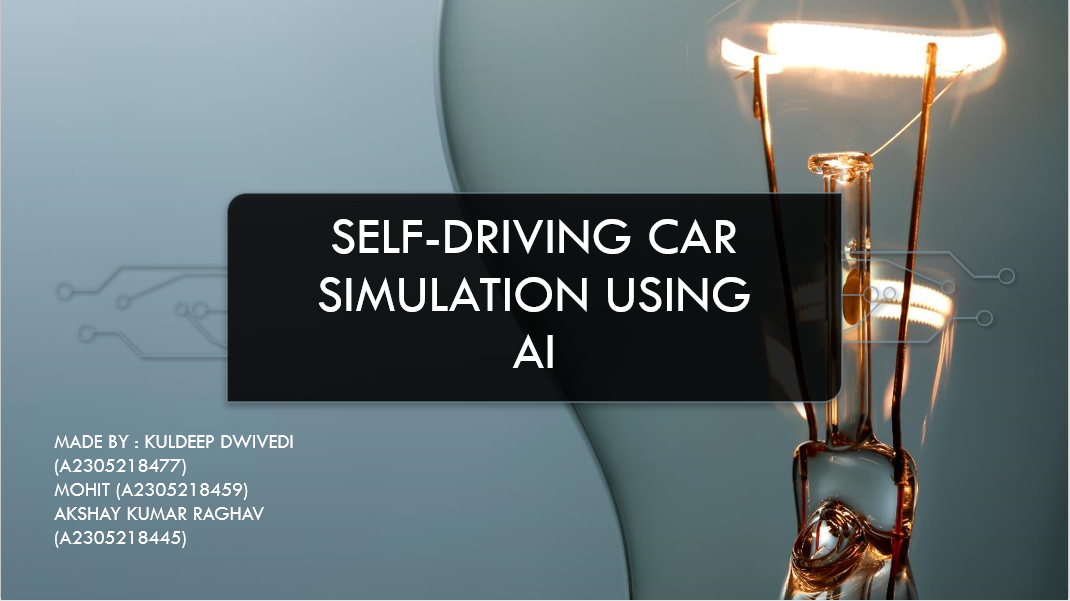 SELF-DRIVING CAR
SIMULATION USING
AI
MADE BY : KULDEEP DWIVEDI
(A2305218477)
MOHIT (A2305218459)
AKSHAY KUMAR RAGHAV
(A2305218445)